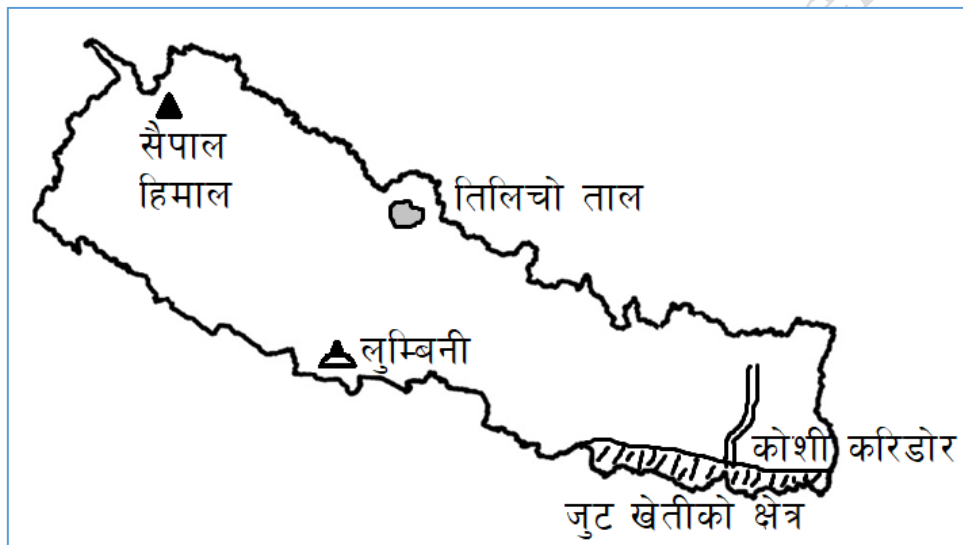 सैपाल
हिमाल
तिलिचो ताल
लुम्बिनी
कोशी करिडोर
जुट खेतीको क्षेत्र